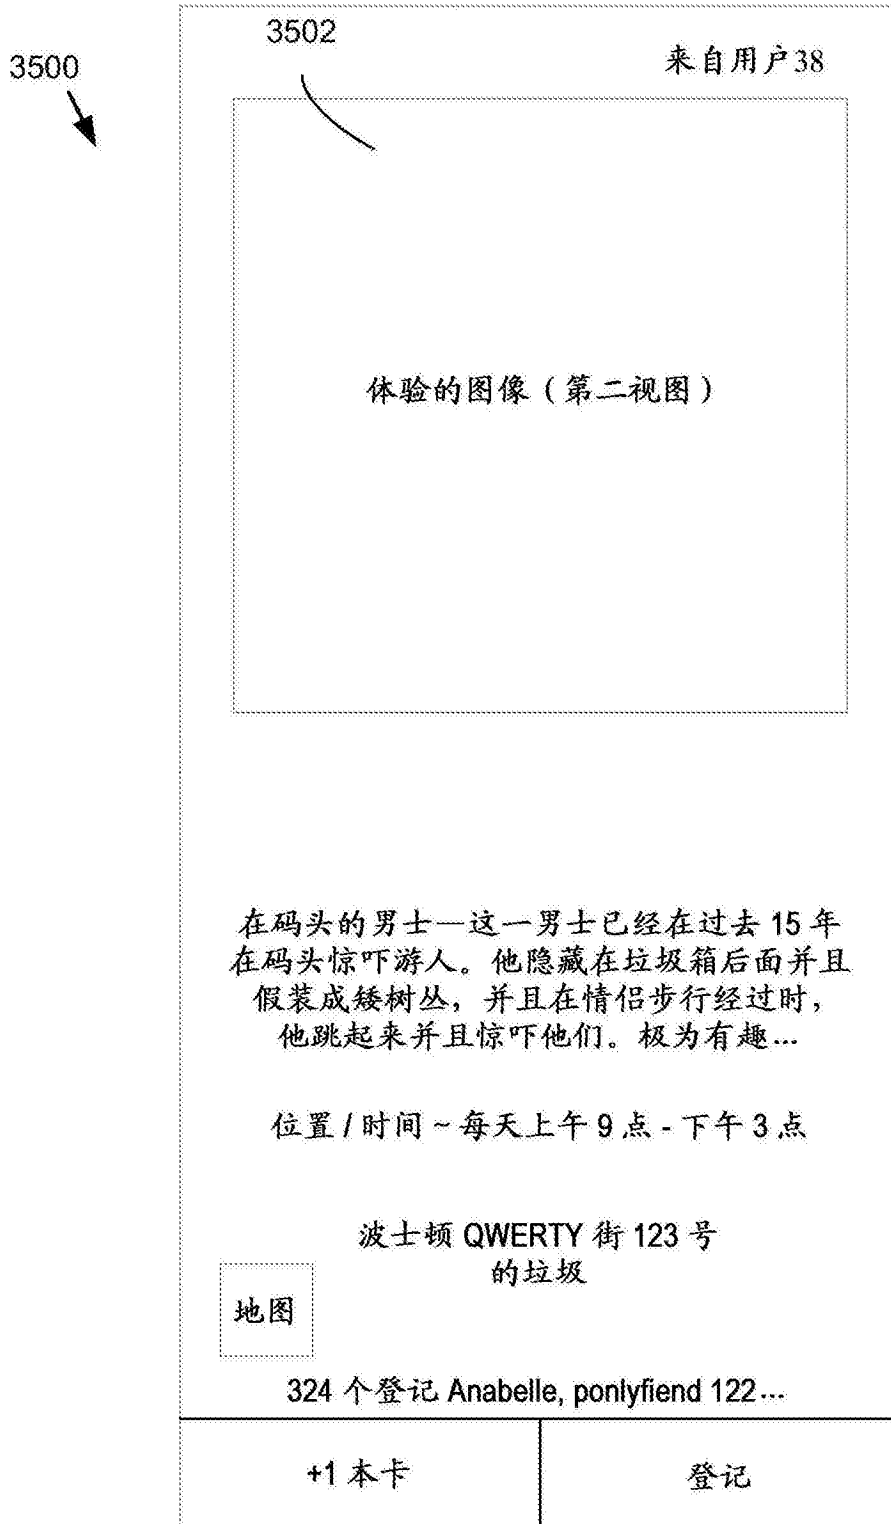 3500
3502
来自用户38
体验的图像(第二视图)
在码头的男士—这一男士已经在过去 15 年
在码头惊吓游人。他隐藏在垃圾箱后面并且
假装成矮树丛，并且在情侣步行经过时，
他跳起来并且惊吓他们。极为有趣...
位置 / 时间 ~ 每天上午 9 点 - 下午 3 点
波士顿 QWERTY 街 123 号
的垃圾
地图
324 个登记 Anabelle, ponlyfiend 122...
+1 本卡
登记